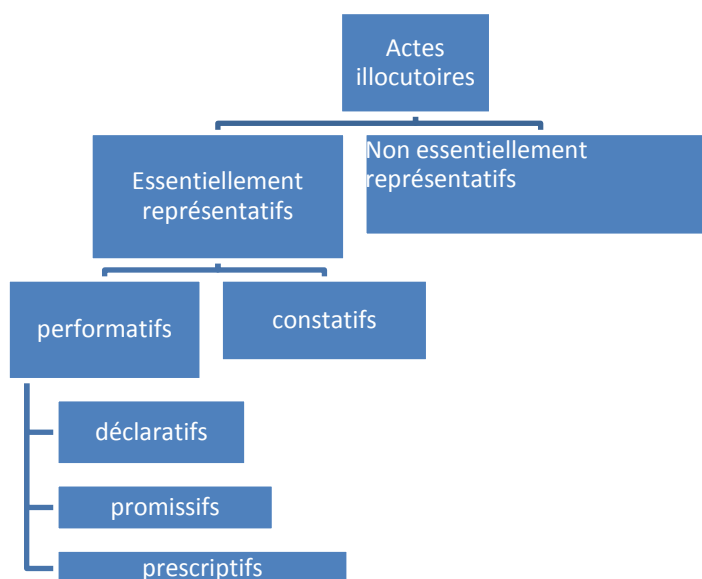 Actes
illocutoires
Essentiellement
représentatifs
Non essentiellement
représentatifs
performatifs
constatifs
déclaratifs
promissifs
prescriptifs